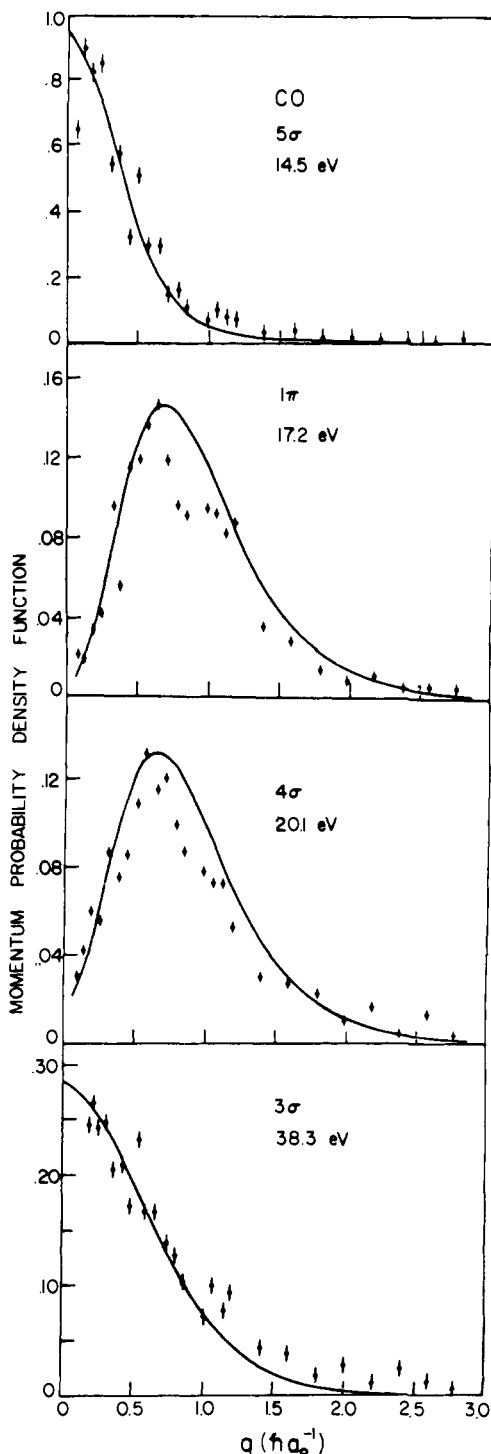 1.0
.8
.6
.4
.2
0
CO
5σ
14.5 eV
.16
.12
.08
.04
0
1π
17.2 eV
.12
.08
.04
0
4σ
20.1 eV
.30
.20
.10
0
3σ
38.3 eV
MOMENTUM PROBABILITY DENSITY FUNCTION
0 0.5 1.0 1.5 2.0 2.5 3.0
q (ħ a₀⁻¹)